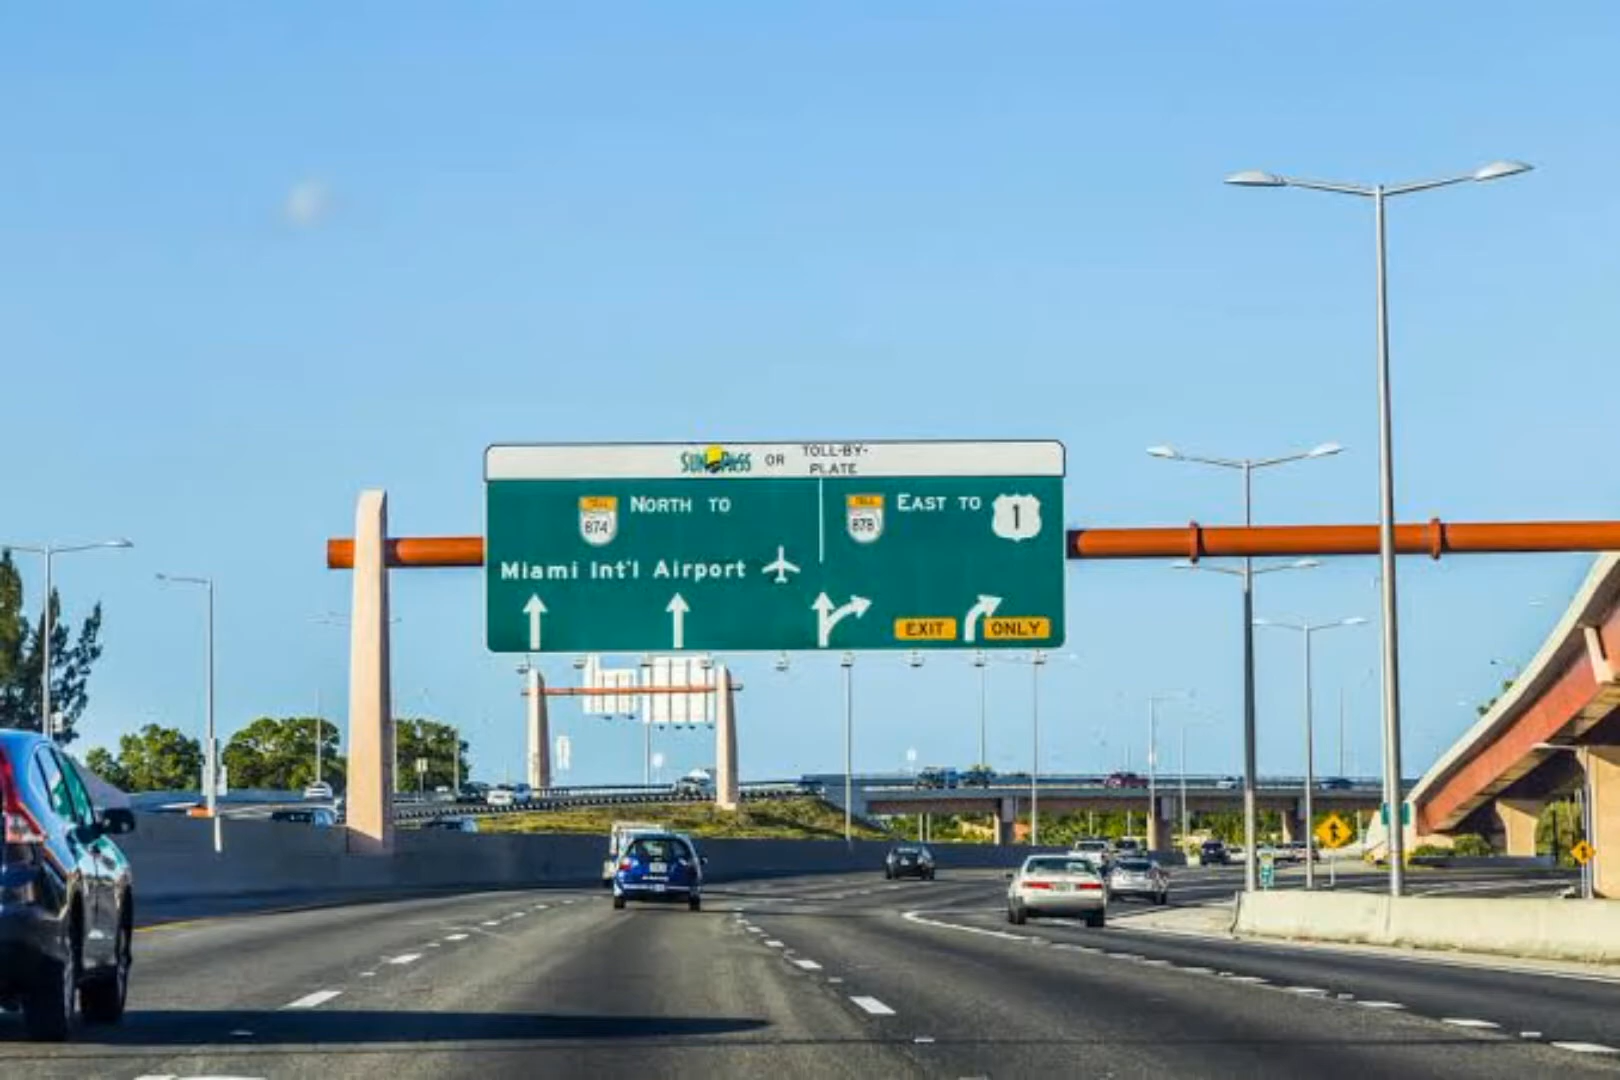 SUNPASS OR TOLL-BY-
PLATE
TOLL
874
NORTH TO
Miami Int'l Airport
TOLL
878
EAST TO
1
EXIT ONLY